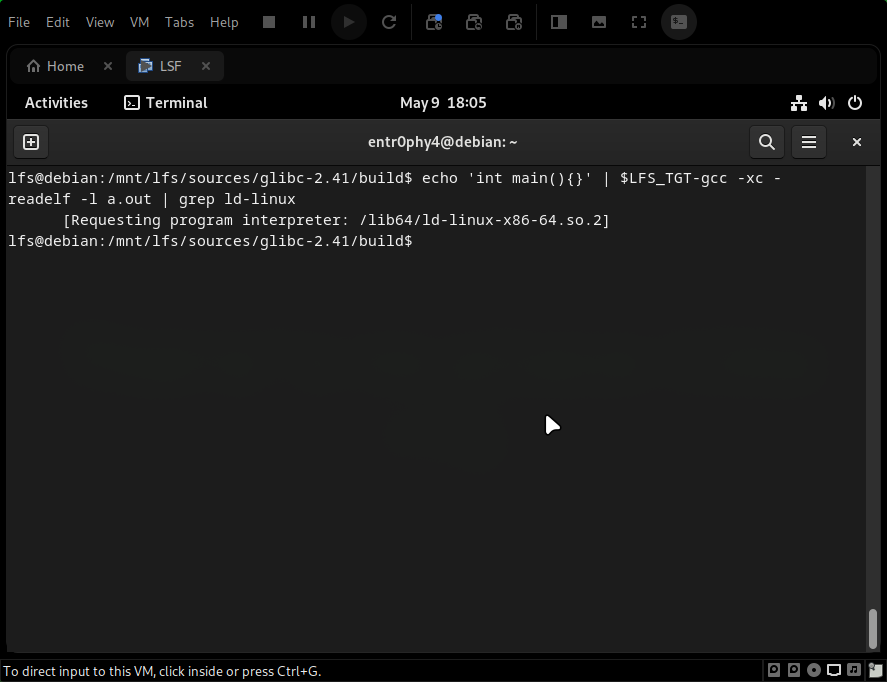 File Edit View VM Tabs Help
Home LSF
Activities Terminal May 9 18:05
entr0phy4@debian: ~
lfs@debian:/mnt/lfs/sources/glibc-2.41/build$ echo 'int main(){}' | $LFS_TGT-gcc -xc -
readelf -l a.out | grep ld-linux
[Requesting program interpreter: /lib64/ld-linux-x86-64.so.2]
lfs@debian:/mnt/lfs/sources/glibc-2.41/build$
To direct input to this VM, click inside or press Ctrl+G.